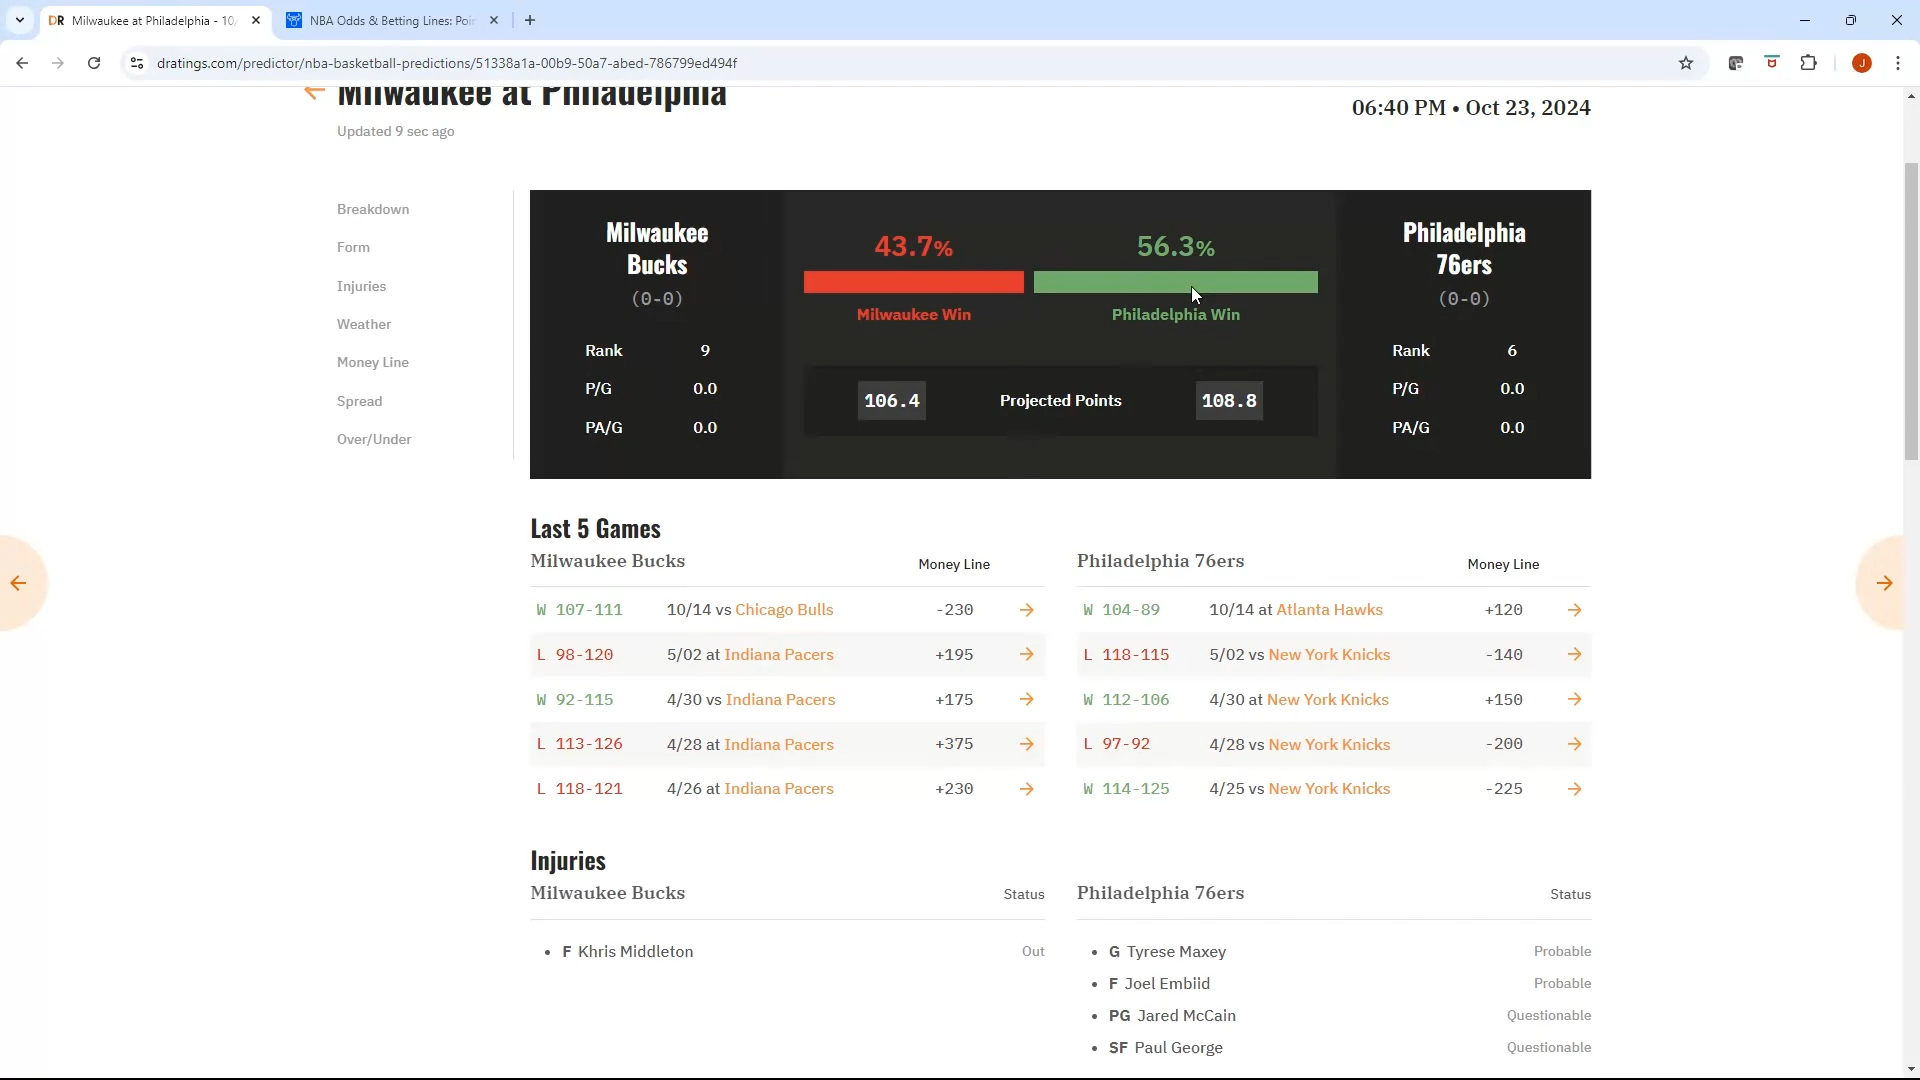 DR Milwaukee at Philadelphia - 10
NBA Odds & Betting Lines: Poi
dratings.com/predictor/nba-basketball-predictions/51338a1a-00b9-50a7-abed-786799ed494f
J
Milwaukee at Philadelphia
06:40 PM • Oct 23, 2024
Updated 9 sec ago
Breakdown
Form
Injuries
Weather
Money Line
Spread
Over/Under
Milwaukee
Bucks
(0-0)
Rank 9
P/G 0.0
PA/G 0.0
43.7% 56.3%
Milwaukee Win Philadelphia Win
106.4 Projected Points 108.8
Philadelphia
76ers
(0-0)
Rank 6
P/G 0.0
PA/G 0.0
Last 5 Games
Milwaukee Bucks Money Line
W 107-111 10/14 vs Chicago Bulls -230
L 98-120 5/02 at Indiana Pacers +195
W 92-115 4/30 vs Indiana Pacers +175
L 113-126 4/28 at Indiana Pacers +375
L 118-121 4/26 at Indiana Pacers +230
Philadelphia 76ers Money Line
W 104-89 10/14 at Atlanta Hawks +120
L 118-115 5/02 vs New York Knicks -140
W 112-106 4/30 at New York Knicks +150
L 97-92 4/28 vs New York Knicks -200
W 114-125 4/25 vs New York Knicks -225
Injuries
Milwaukee Bucks Status
• F Khris Middleton Out
Philadelphia 76ers Status
• G Tyrese Maxey Probable
• F Joel Embiid Probable
• PG Jared McCain Questionable
• SF Paul George Questionable